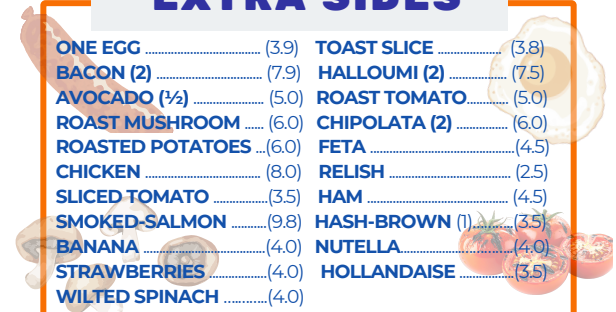 EXTRA SIDES
ONE EGG ........................................ (3.9)
BACON (2) .................................... (7.9)
AVOCADO (½) ........................ (5.0)
ROAST MUSHROOM ...... (6.0)
ROASTED POTATOES ...(6.0)
CHICKEN ........................................... (8.0)
SLICED TOMATO ..................(3.5)
SMOKED-SALMON ............(9.8)
BANANA ............................................(4.0)
STRAWBERRIES .....................(4.0)
WILTED SPINACH ............(4.0)
TOAST SLICE ...................... (3.8)
HALLOUMI (2) .................... (7.5)
ROAST TOMATO.............. (5.0)
CHIPOLATA (2) .................. (6.0)
FETA ..................................................(4.5)
RELISH ............................................. (2.5)
HAM .................................................. (4.5)
HASH-BROWN (1)..............(3.5)
NUTELLA.......................................(4.0)
HOLLANDAISE ...................(3.5)